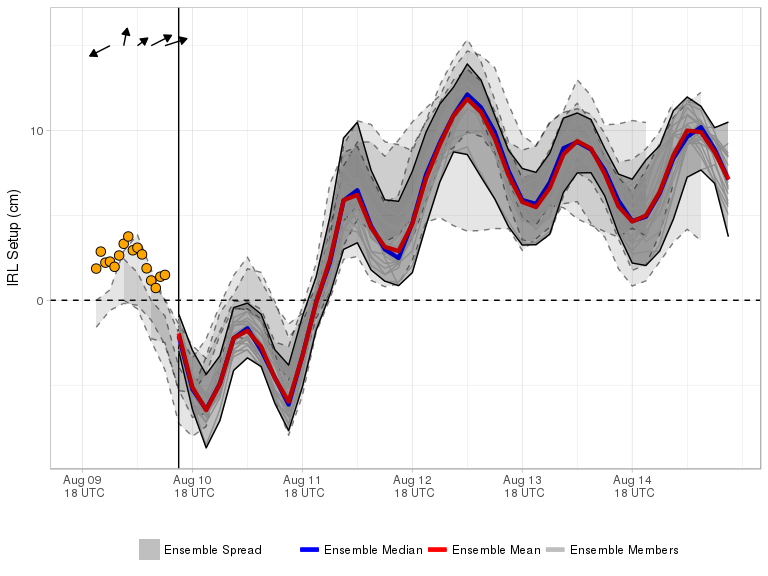 IRL Setup (cm)
10
0
Aug 09
18 UTC
Aug 10
18 UTC
Aug 11
18 UTC
Aug 12
18 UTC
Aug 13
18 UTC
Aug 14
18 UTC
Ensemble Spread
Ensemble Median
Ensemble Mean
Ensemble Members